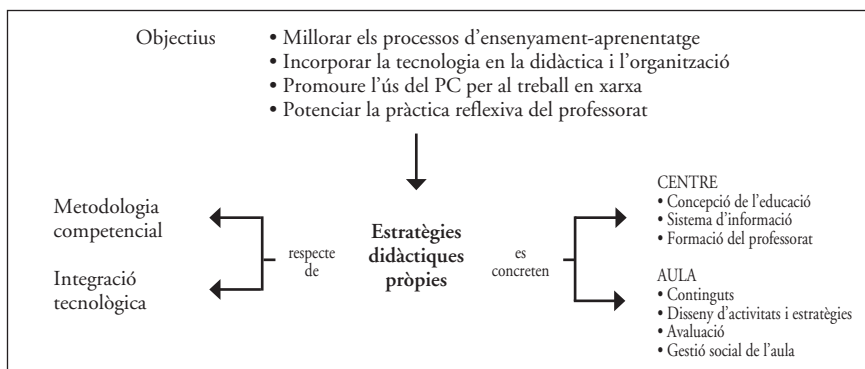 Objectius
• Millorar els processos d’ensenyament-aprenentatge
• Incorporar la tecnologia en la didàctica i l’organització
• Promoure l’ús del PC per al treball en xarxa
• Potenciar la pràctica reflexiva del professorat
Metodologia
competencial
Integració
tecnològica
respecte
de
Estratègies
didàctiques
pròpies
es
concreten
CENTRE
• Concepció de l’educació
• Sistema d’informació
• Formació del professorat
AULA
• Continguts
• Disseny d’activitats i estratègies
• Avaluació
• Gestió social de l’aula